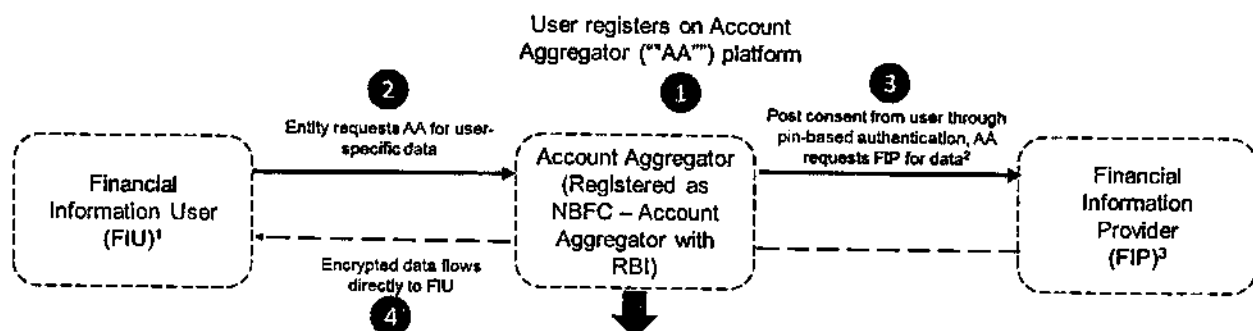 User registers on Account
Aggregator (""AA"") platform
1
2
Entity requests AA for user-
specific data
3
Post consent from user through
pin-based authentication, AA
requests FIP for data²
Financial
Information User
(FIU)¹
Account Aggregator
(Registered as
NBFC – Account
Aggregator with
RBI)
Financial
Information
Provider
(FIP)³
Encrypted data flows
directly to FIU
4